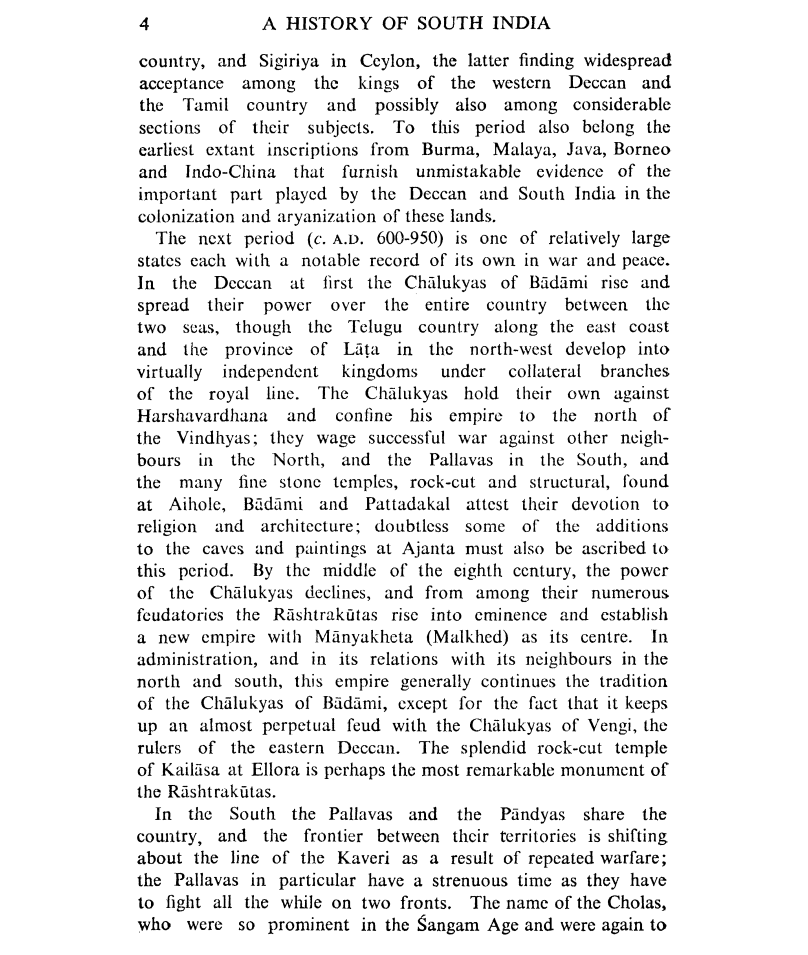 4 A HISTORY OF SOUTH INDIA
country, and Sigiriya in Ceylon, the latter finding widespread
acceptance among the kings of the western Deccan and
the Tamil country and possibly also among considerable
sections of their subjects. To this period also belong the
earliest extant inscriptions from Burma, Malaya, Java, Borneo
and Indo-China that furnish unmistakable evidence of the
important part played by the Deccan and South India in the
colonization and aryanization of these lands.
The next period (c. A.D. 600-950) is one of relatively large
states each with a notable record of its own in war and peace.
In the Deccan at first the Chālukyas of Bādāmi rise and
spread their power over the entire country between the
two seas, though the Telugu country along the east coast
and the province of Lāṭa in the north-west develop into
virtually independent kingdoms under collateral branches
of the royal line. The Chālukyas hold their own against
Harshavardhana and confine his empire to the north of
the Vindhyas; they wage successful war against other neigh-
bours in the North, and the Pallavas in the South, and
the many fine stone temples, rock-cut and structural, found
at Aihole, Bādāmi and Pattadakal attest their devotion to
religion and architecture; doubtless some of the additions
to the caves and paintings at Ajanta must also be ascribed to
this period. By the middle of the eighth century, the power
of the Chālukyas declines, and from among their numerous
feudatories the Rāshtrakūtas rise into eminence and establish
a new empire with Mānyakheta (Malkhed) as its centre. In
administration, and in its relations with its neighbours in the
north and south, this empire generally continues the tradition
of the Chālukyas of Bādāmi, except for the fact that it keeps
up an almost perpetual feud with the Chālukyas of Vengi, the
rulers of the eastern Deccan. The splendid rock-cut temple
of Kailāsa at Ellora is perhaps the most remarkable monument of
the Rāshtrakūtas.
In the South the Pallavas and the Pāndyas share the
country, and the frontier between their territories is shifting
about the line of the Kaveri as a result of repeated warfare;
the Pallavas in particular have a strenuous time as they have
to fight all the while on two fronts. The name of the Cholas,
who were so prominent in the Śangam Age and were again to